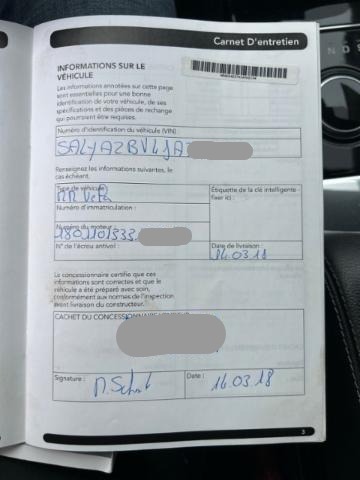 Carnet D'entretien
INFORMATIONS SUR LE
VÉHICULE
Les informations annotées sur cette page
sont essentielles pour une bonne
identification de votre véhicule, de ses
spécifications et des pièces de rechange
qui pourraient être requises.
Numéro d'identification du véhicule (VIN)
SALYA2BV4JA2
Renseignez les informations suivantes, le
cas échéant.
Type de véhicule
RR Velar
Étiquette de la clé intelligente -
fixer ici :
Numéro d'immatriculation :
Numéro du moteur :
N° de l'écrou antivol :
Date de livraison :
14.03.18
Le concessionnaire certifie que ces
informations sont correctes et que le
véhicule a été préparé avec soin,
conformément aux normes de l'inspection
avant livraison du constructeur.
CACHET DU
Signature :
Date :
16.03.18
3